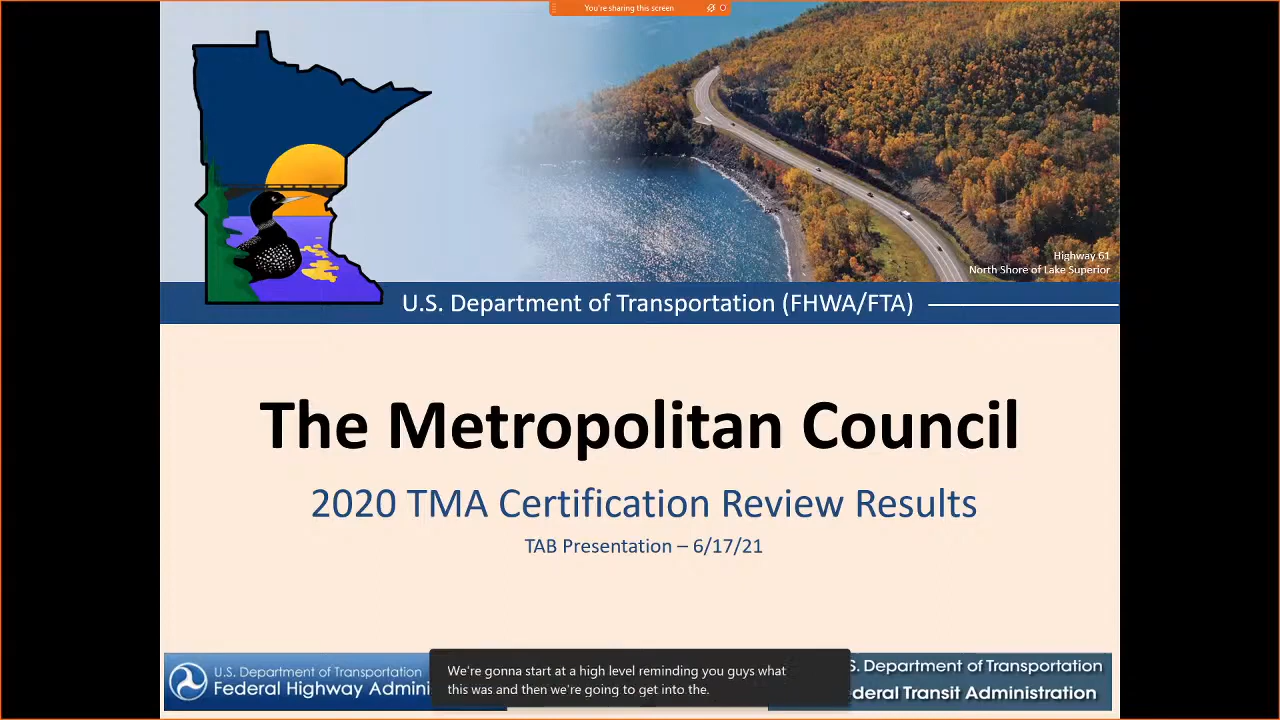 You're sharing this screen
Highway 61
North Shore of Lake Superior
U.S. Department of Transportation (FHWA/FTA)
The Metropolitan Council
2020 TMA Certification Review Results
TAB Presentation – 6/17/21
U.S. Department of Transportation
Federal Highway Admini
We're gonna start at a high level reminding you guys what
this was and then we're going to get into the.
S. Department of Transportation
deral Transit Administration